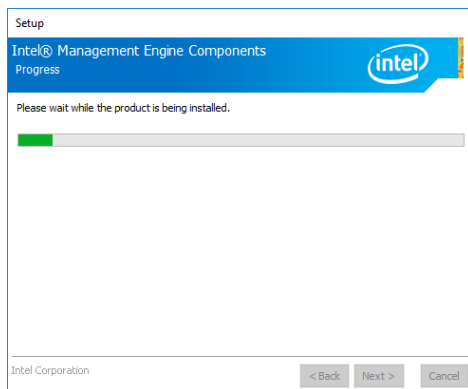 Setup
Intel® Management Engine Components
Progress
intel
Please wait while the product is being installed.
Intel Corporation
< Back Next > Cancel